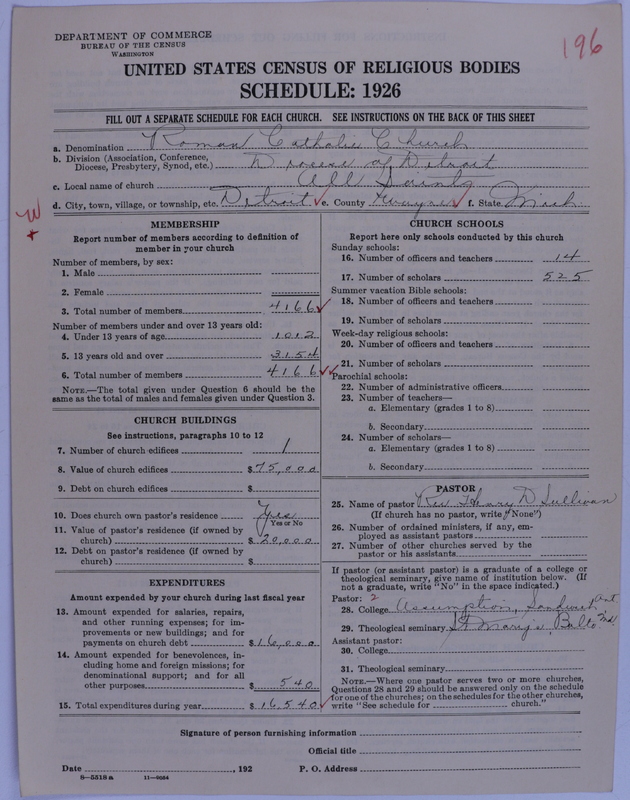 DEPARTMENT OF COMMERCE
BUREAU OF THE CENSUS
WASHINGTON
196
UNITED STATES CENSUS OF RELIGIOUS BODIES
SCHEDULE: 1926
FILL OUT A SEPARATE SCHEDULE FOR EACH CHURCH. SEE INSTRUCTIONS ON THE BACK OF THIS SHEET
a. Denomination Roman Catholic Church
b. Division (Association, Conference, Diocese, Presbytery, Synod, etc.) Diocese of Detroit
c. Local name of church All Saints
d. City, town, village, or township, etc. Detroit e. County Wayne f. State Mich
W
MEMBERSHIP
Report number of members according to definition of
member in your church
Number of members, by sex:
1. Male
2. Female
3. Total number of members 4166
Number of members under and over 13 years old:
4. Under 13 years of age 1012
5. 13 years old and over 3154
6. Total number of members 4166
NOTE.—The total given under Question 6 should be
same as the total of males and females given under Question 3.
CHURCH BUILDINGS
See instructions, paragraphs 10 to 12
7. Number of church edifices 1
8. Value of church edifices $75,000
9. Debt on church edifices $
10. Does church own pastor's residence yes
Yes or No
11. Value of pastor's residence (if owned by
church) $20,000
12. Debt on pastor's residence (if owned by
church) $
EXPENDITURES
Amount expended by your church during last fiscal year
13. Amount expended for salaries, repairs,
and other running expenses; for im-
provements or new buildings; and for
payments on church debt $16,000
14. Amount expended for benevolences, in-
cluding home and foreign missions; for
denominational support; and for all
other purposes $540
15. Total expenditures during year $16,540
CHURCH SCHOOLS
Report here only schools conducted by this church
Sunday schools:
16. Number of officers and teachers 14
17. Number of scholars 525
Summer vacation Bible schools:
18. Number of officers and teachers
19. Number of scholars
Week-day religious schools:
20. Number of officers and teachers
21. Number of scholars
Parochial schools:
22. Number of administrative officers
23. Number of teachers—
a. Elementary (grades 1 to 8)
b. Secondary
24. Number of scholars—
a. Elementary (grades 1 to 8)
b. Secondary
PASTOR
25. Name of pastor Rev Henry D Sullivan
(If church has no pastor, write "None")
26. Number of ordained ministers, if any, em-
ployed as assistant pastors
27. Number of other churches served by the
pastor or his assistants
If pastor (or assistant pastor) is a graduate of a college or
theological seminary, give name of institution below. (If
not a graduate, write "No" in the space indicated.)
Pastor: 2
28. College Assumption, Sandwich Ont
29. Theological seminary St Mary's, Balto Md
Assistant pastor:
30. College
31. Theological seminary
NOTE.—Where one pastor serves two or more churches,
Questions 28 and 29 should be answered only on the schedule
for one of the churches; on the schedules for the other churches,
write "See schedule for church."
Signature of person furnishing information
Official title
Date , 192 P. O. Address
8—5518a 11—9064